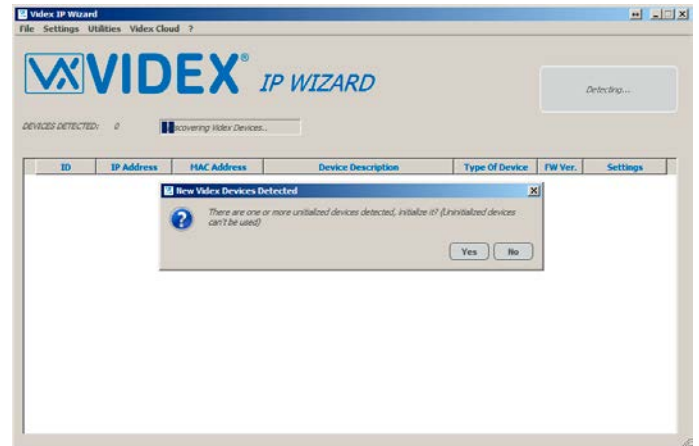 Videx IP Wizard
File Settings Utilities Videx Cloud ?
VIDEX® IP WIZARD
Detecting...
DEVICES DETECTED: 0 iscovering Videx Devices..
ID IP Address MAC Address Device Description Type Of Device FW Ver. Settings
New Videx Devices Detected
There are one or more unitialized devices detected, initialize it? (Uninitialized devices
can't be used)
Yes No